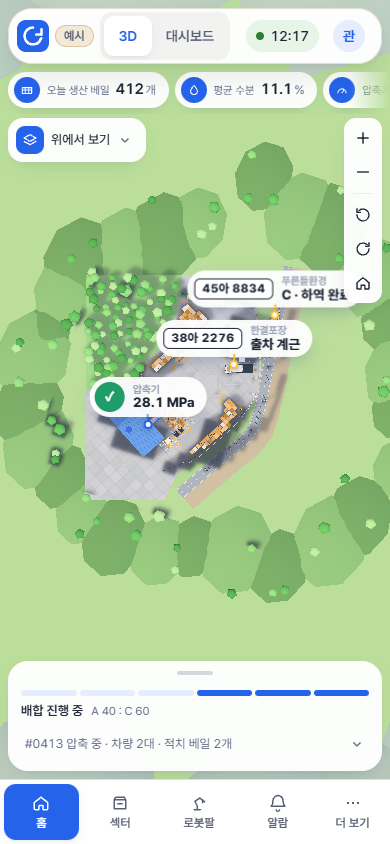 예시 3D 대시보드 12:17 관
오늘 생산 베일 412개 평균 수분 11.1%
위에서 보기
45아 8834 푸른들환경
C · 하역 완료
38아 2276 한결포장
출차 계근
압축기
28.1 MPa
배합 진행 중 A 40 : C 60
#0413 압축 중 · 차량 2대 · 적치 베일 2개
홈 섹터 로봇팔 알람 더 보기